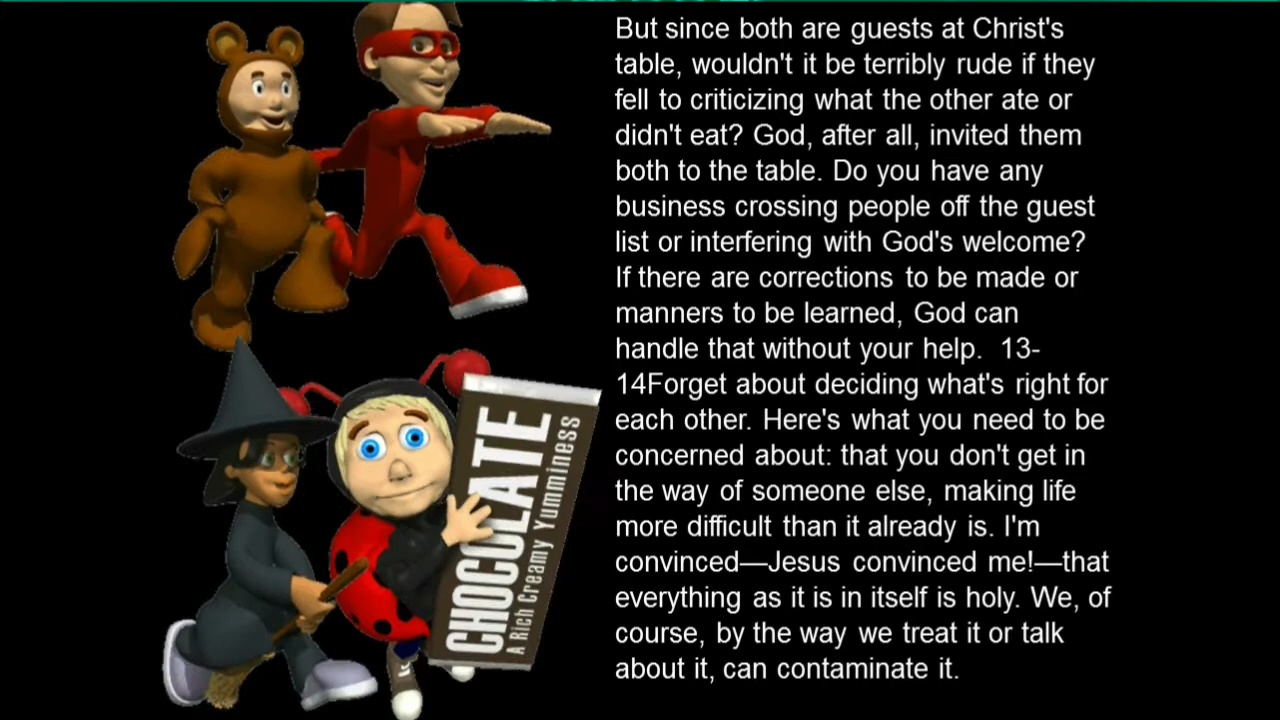 But since both are guests at Christ's
table, wouldn't it be terribly rude if they
fell to criticizing what the other ate or
didn't eat? God, after all, invited them
both to the table. Do you have any
business crossing people off the guest
list or interfering with God's welcome?
If there are corrections to be made or
manners to be learned, God can
handle that without your help.  13-
14Forget about deciding what's right for
each other. Here's what you need to be
concerned about: that you don't get in
the way of someone else, making life
more difficult than it already is. I'm
convinced—Jesus convinced me!—that
everything as it is in itself is holy. We, of
course, by the way we treat it or talk
about it, can contaminate it.
CHOCOLATE
A Rich Creamy Yumminess